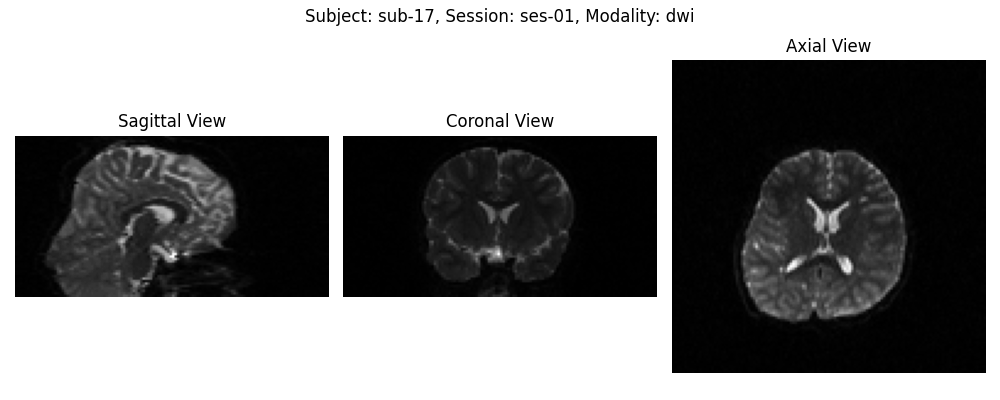 Subject: sub-17, Session: ses-01, Modality: dwi
Sagittal View
Coronal View
Axial View